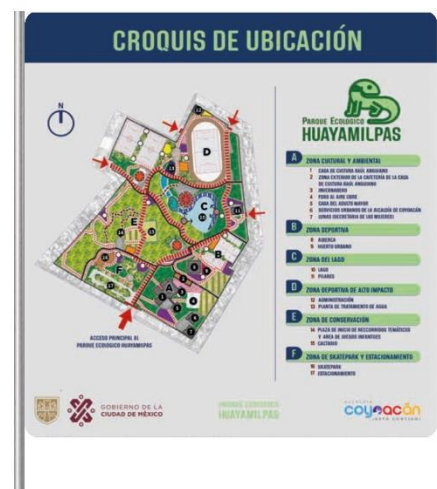 CROQUIS DE UBICACIÓN
N
PARQUE ECOLÓGICO
HUAYAMILPAS
A ZONA CULTURAL Y AMBIENTAL
1 CASA DE CULTURA RAÚL ANGUIANO
2 ZONA EXTERIOR DE LA CAFETERÍA DE LA CASA
DE CULTURA RAÚL ANGUIANO
3 INVERNADERO
4 FORO AL AIRE LIBRE
5 CASA DEL ADULTO MAYOR
6 SERVICIOS URBANOS DE LA ALCALDÍA DE COYOACÁN
7 LUNAS (SECRETARÍA DE LAS MUJERES)
B ZONA DEPORTIVA
8 ALBERCA
9 HUERTO URBANO
C ZONA DEL LAGO
10 LAGO
11 PILARES
D ZONA DEPORTIVA DE ALTO IMPACTO
12 ADMINISTRACIÓN
13 PLANTA DE TRATAMIENTO DE AGUA
E ZONA DE CONSERVACIÓN
14 PLAZA DE INICIO DE RECORRIDOS TEMÁTICOS
Y ÁREA DE JUEGOS INFANTILES
15 CACTARIO
F ZONA DE SKATEPARK Y ESTACIONAMIENTO
16 SKATEPARK
17 ESTACIONAMIENTO
D
C
E
F
A
ACCESO PRINCIPAL AL
PARQUE ECOLÓGICO HUAYAMILPAS
GOBIERNO DE LA
CIUDAD DE MÉXICO
PARQUE ECOLÓGICO
HUAYAMILPAS
ALCALDÍA
coyoacán